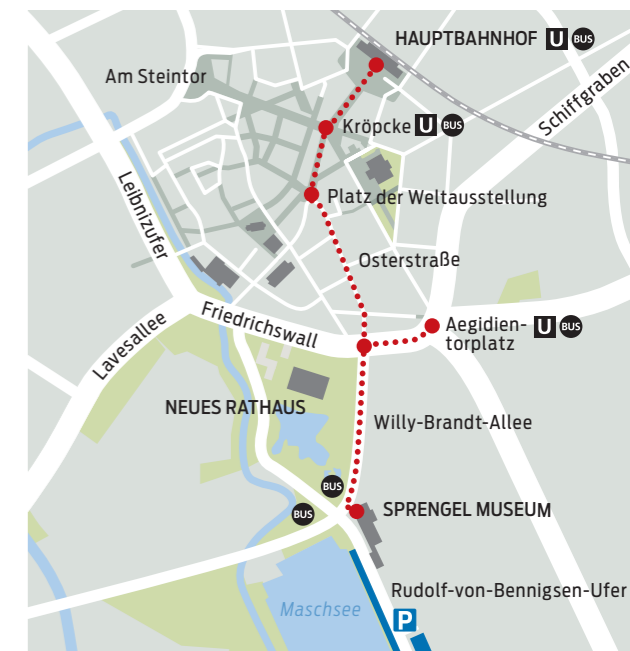 HAUPTBAHNHOF U BUS
Am Steintor
Schiffgraben
Kröpcke U BUS
Leibnizufer
Platz der Weltausstellung
Osterstraße
Friedrichswall
Aegidien- U BUS
torplatz
Lavesallee
NEUES RATHAUS
Willy-Brandt-Allee
BUS
BUS
SPRENGEL MUSEUM
Rudolf-von-Bennigsen-Ufer
Maschsee
P